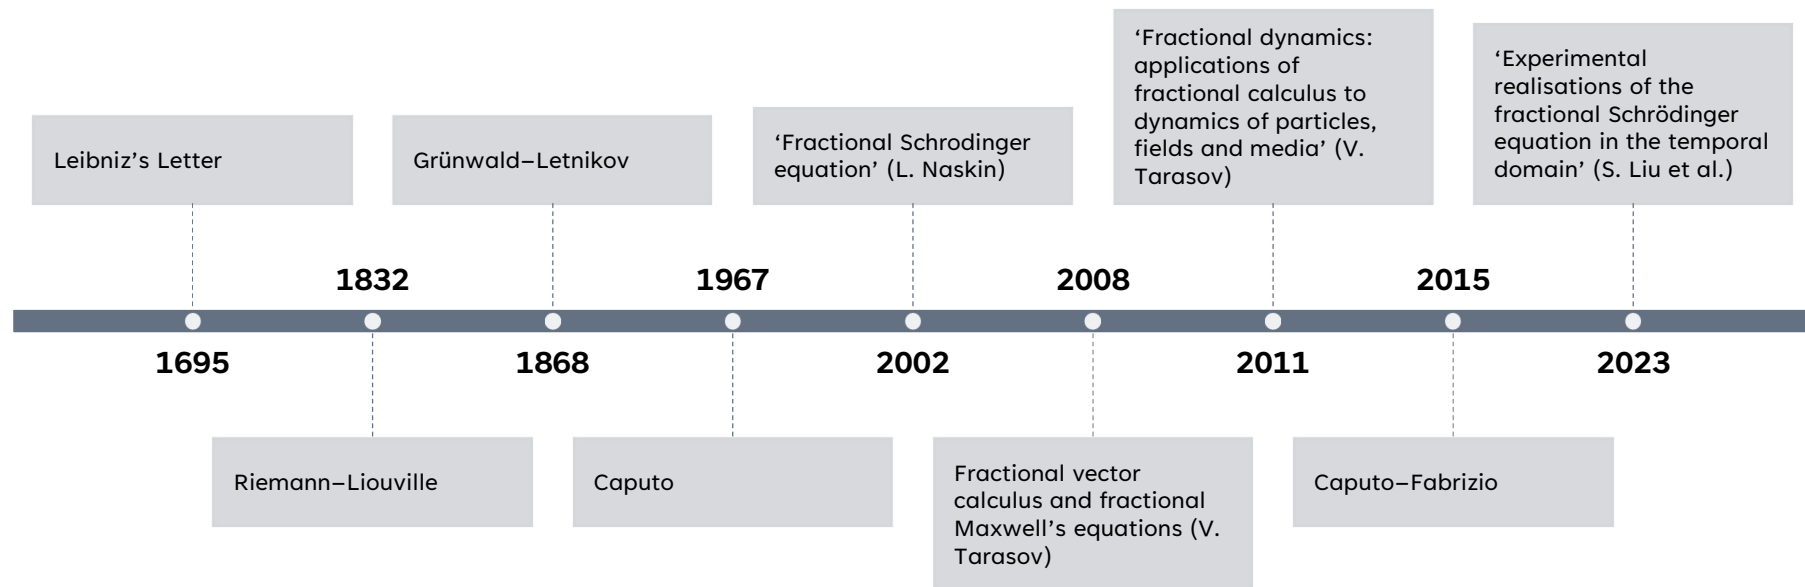 ‘Fractional dynamics:
applications of
fractional calculus to
dynamics of particles,
fields and media’ (V.
Tarasov)
‘Experimental
realisations of the
fractional Schrödinger
equation in the temporal
domain’ (S. Liu et al.)
Leibniz’s Letter
Grünwald–Letnikov
‘Fractional Schrodinger
equation’ (L. Naskin)
1832
1967
2008
2015
1695
1868
2002
2011
2023
Riemann–Liouville
Caputo
Fractional vector
calculus and fractional
Maxwell’s equations (V.
Tarasov)
Caputo–Fabrizio